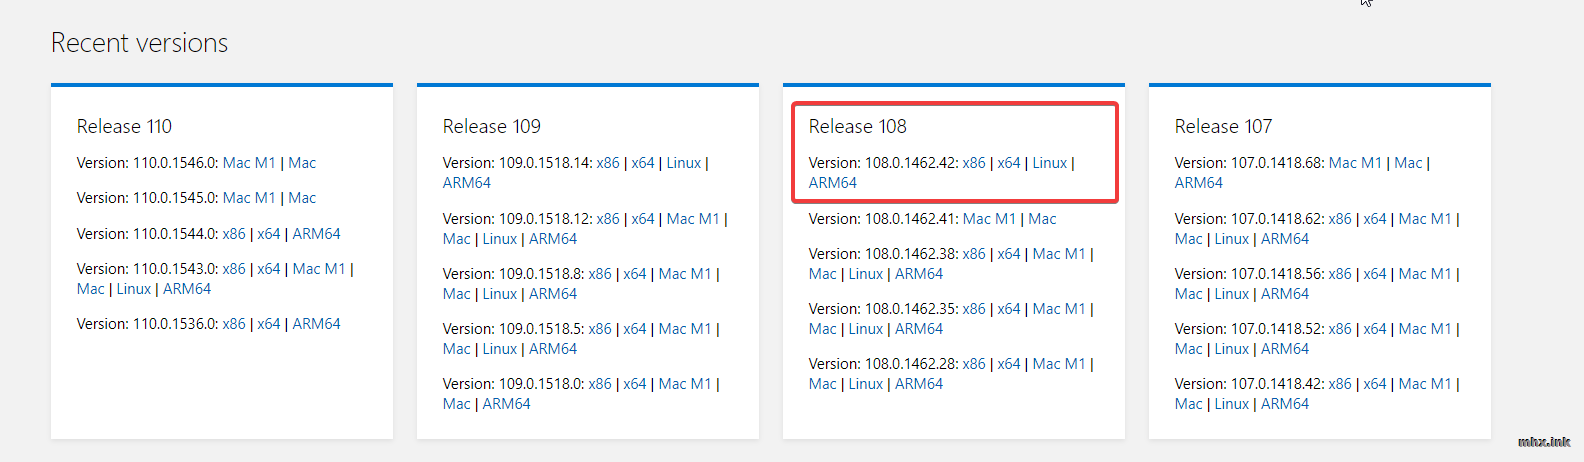 Recent versions
Release 110
Version: 110.0.1546.0: Mac M1 | Mac
Version: 110.0.1545.0: Mac M1 | Mac
Version: 110.0.1544.0: x86 | x64 | ARM64
Version: 110.0.1543.0: x86 | x64 | Mac M1 |
Mac | Linux | ARM64
Version: 110.0.1536.0: x86 | x64 | ARM64
Release 109
Version: 109.0.1518.14: x86 | x64 | Linux |
ARM64
Version: 109.0.1518.12: x86 | x64 | Mac M1 |
Mac | Linux | ARM64
Version: 109.0.1518.8: x86 | x64 | Mac M1 |
Mac | Linux | ARM64
Version: 109.0.1518.5: x86 | x64 | Mac M1 |
Mac | Linux | ARM64
Version: 109.0.1518.0: x86 | x64 | Mac M1 |
Mac | ARM64
Release 108
Version: 108.0.1462.42: x86 | x64 | Linux |
ARM64
Version: 108.0.1462.41: Mac M1 | Mac
Version: 108.0.1462.38: x86 | x64 | Mac M1 |
Mac | Linux | ARM64
Version: 108.0.1462.35: x86 | x64 | Mac M1 |
Mac | Linux | ARM64
Version: 108.0.1462.28: x86 | x64 | Mac M1 |
Mac | Linux | ARM64
Release 107
Version: 107.0.1418.68: Mac M1 | Mac |
ARM64
Version: 107.0.1418.62: x86 | x64 | Mac M1 |
Mac | Linux | ARM64
Version: 107.0.1418.56: x86 | x64 | Mac M1 |
Mac | Linux | ARM64
Version: 107.0.1418.52: x86 | x64 | Mac M1 |
Mac | Linux | ARM64
Version: 107.0.1418.42: x86 | x64 | Mac M1 |
Mac | Linux | ARM64
mhx.ink